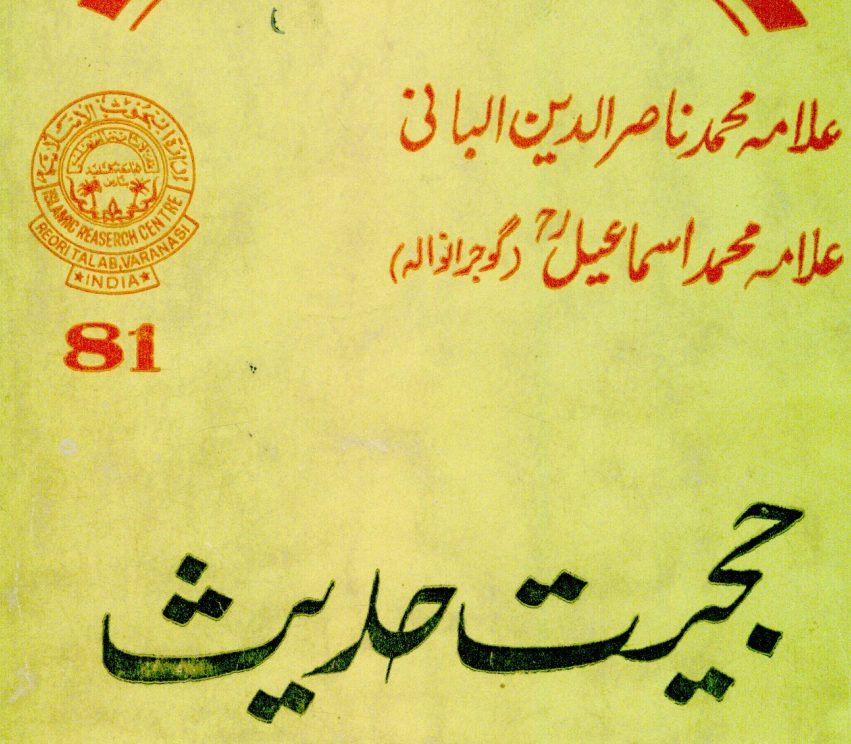 علامہ محمد ناصر الدین البانی
علامہ محمد اسماعیل رح (گوجرانوالہ)
ISLAMIC REASERCH CENTRE
REORI TALAB, VARANASI
★INDIA★
81
حجیت حدیث